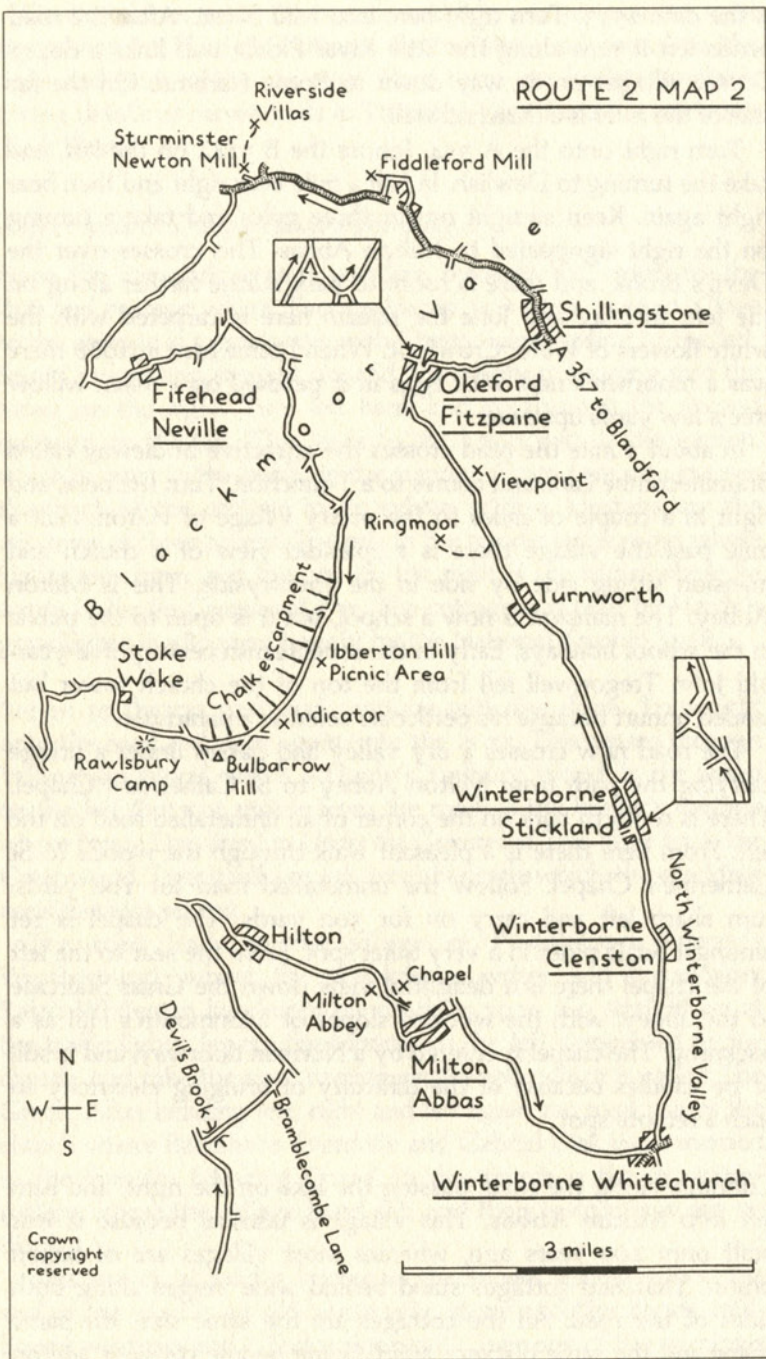 ROUTE 2 MAP 2
Riverside
Villas
Sturminster
Newton Mill
Fiddleford Mill
A
Shillingstone
357 to Blandford
Okeford
Fitzpaine
Fifehead
Neville
Blackmoor Vale
Viewpoint
Ringmoor
Turnworth
Chalk escarpment
Ibberton Hill
Picnic Area
Stoke
Wake
Indicator
Rawlsbury
Camp
Bulbarrow
Hill
Winterborne
Stickland
Winterborne
Clenston
North Winterborne Valley
Hilton
Chapel
Milton
Abbey
Milton
Abbas
Devil's Brook
Bramblecombe Lane
N
W E
S
Winterborne Whitechurch
Crown
copyright
reserved
3 miles